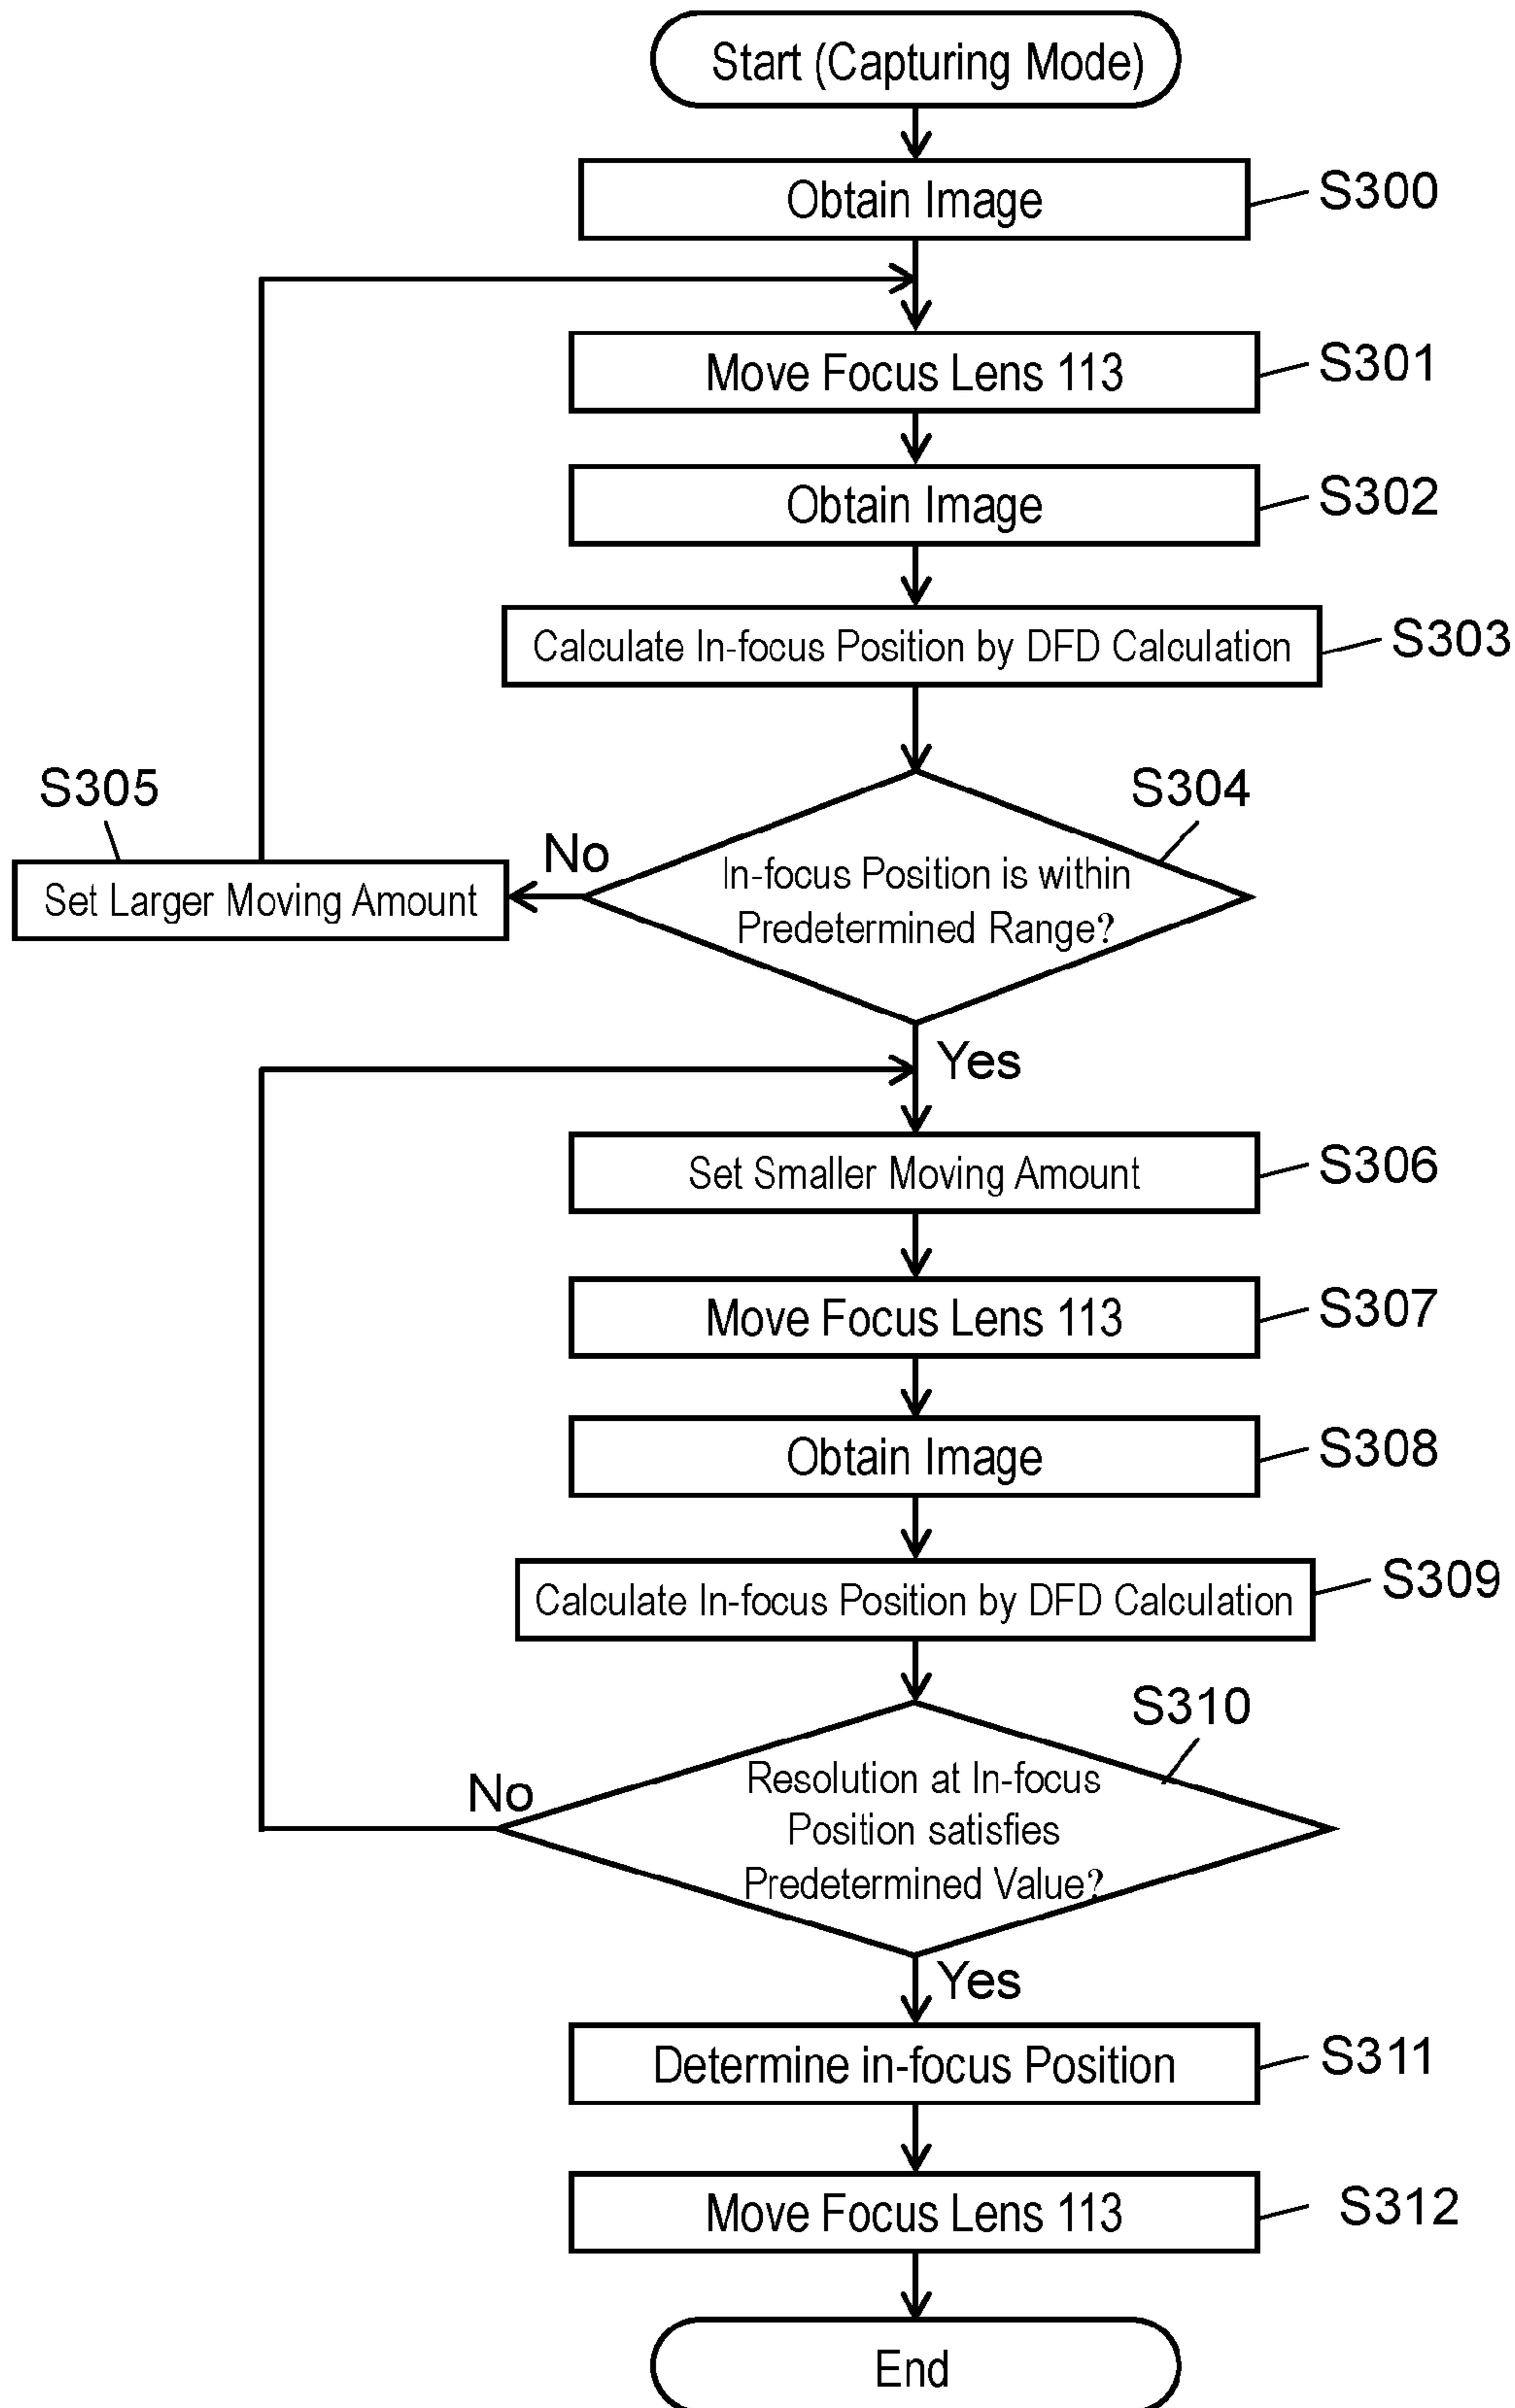 Start (Capturing Mode)
Obtain Image
S300
Move Focus Lens 113
S301
Obtain Image
S302
Calculate In-focus Position by DFD Calculation
S303
S305
S304
No
Set Larger Moving Amount
In-focus Position is within
Predetermined Range?
Yes
Set Smaller Moving Amount
S306
Move Focus Lens 113
S307
Obtain Image
S308
Calculate In-focus Position by DFD Calculation
S309
S310
No
Resolution at In-focus
Position satisfies
Predetermined Value?
Yes
Determine in-focus Position
S311
Move Focus Lens 113
S312
End